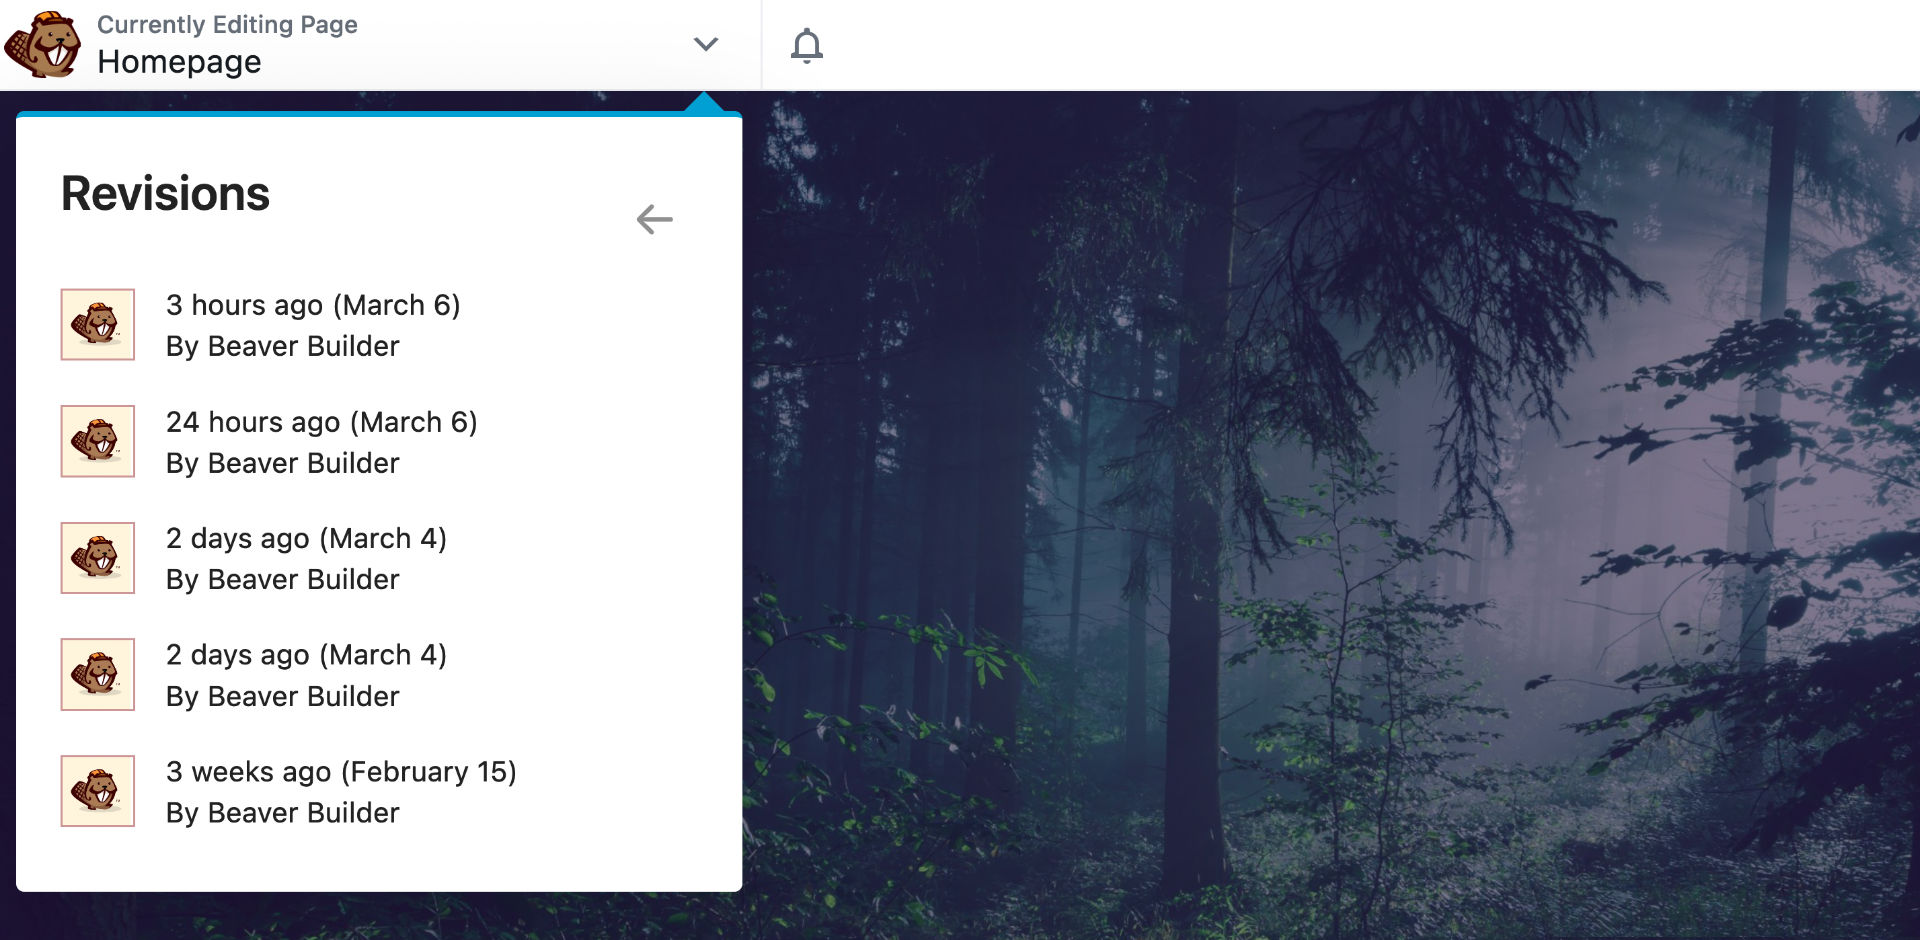 Currently Editing Page
Homepage
Revisions
3 hours ago (March 6)
By Beaver Builder
24 hours ago (March 6)
By Beaver Builder
2 days ago (March 4)
By Beaver Builder
2 days ago (March 4)
By Beaver Builder
3 weeks ago (February 15)
By Beaver Builder